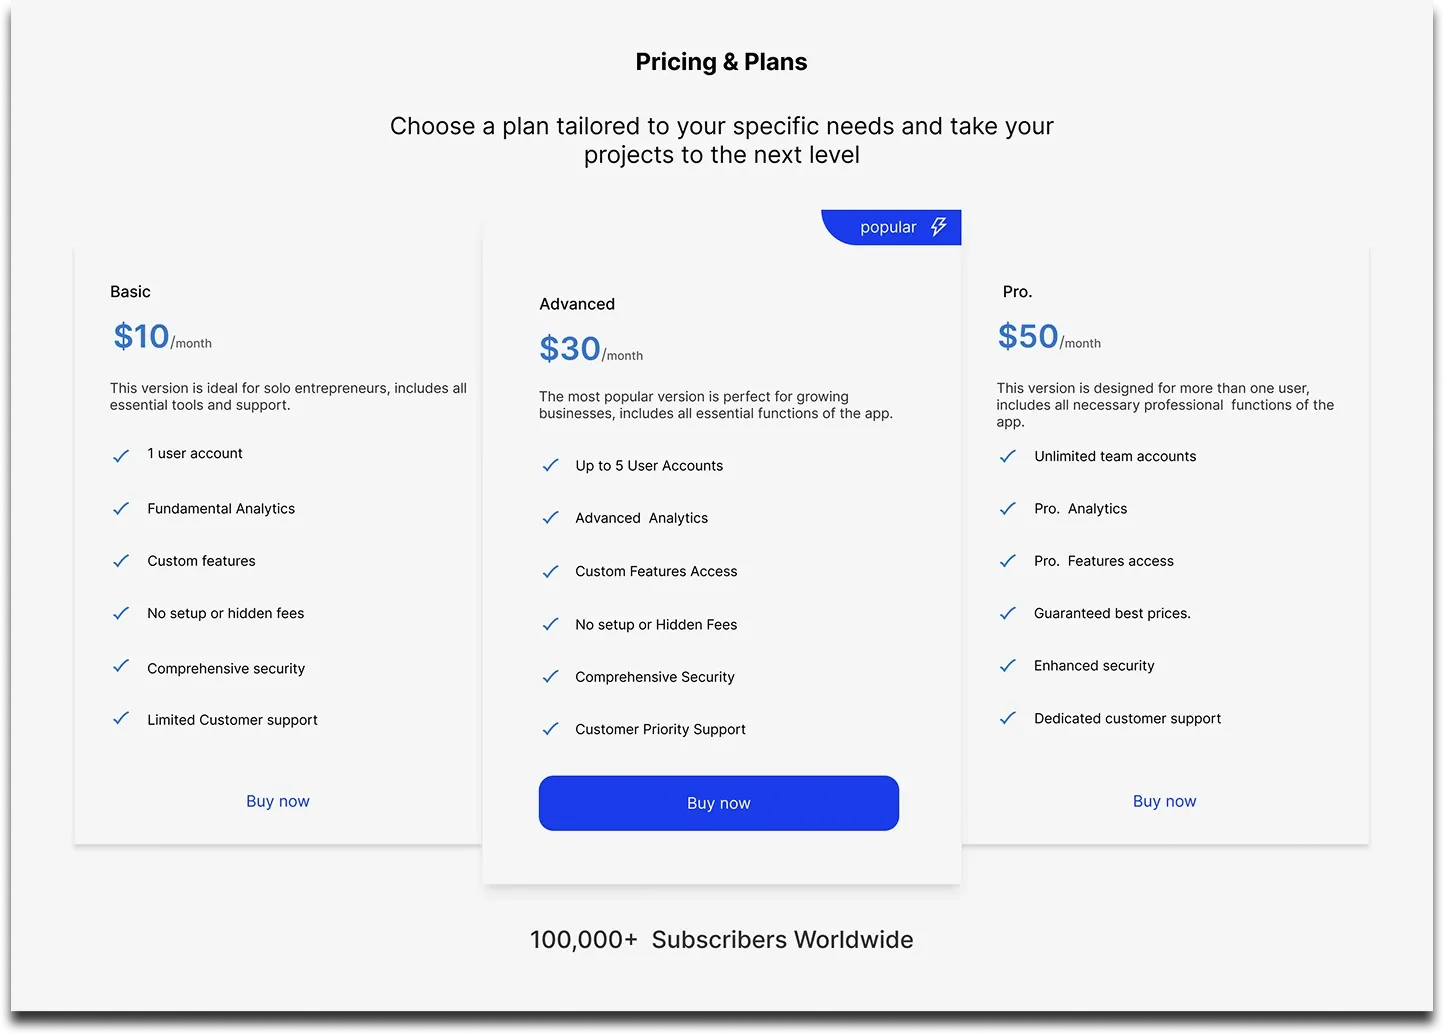 Pricing & Plans
Choose a plan tailored to your specific needs and take your
projects to the next level
Basic
$10/month
This version is ideal for solo entrepreneurs, includes all
essential tools and support.
1 user account
Fundamental Analytics
Custom features
No setup or hidden fees
Comprehensive security
Limited Customer support
Buy now
popular
Advanced
$30/month
The most popular version is perfect for growing
businesses, includes all essential functions of the app.
Up to 5 User Accounts
Advanced  Analytics
Custom Features Access
No setup or Hidden Fees
Comprehensive Security
Customer Priority Support
Buy now
Pro.
$50/month
This version is designed for more than one user,
includes all necessary professional  functions of the
app.
Unlimited team accounts
Pro.  Analytics
Pro.  Features access
Guaranteed best prices.
Enhanced security
Dedicated customer support
Buy now
100,000+  Subscribers Worldwide